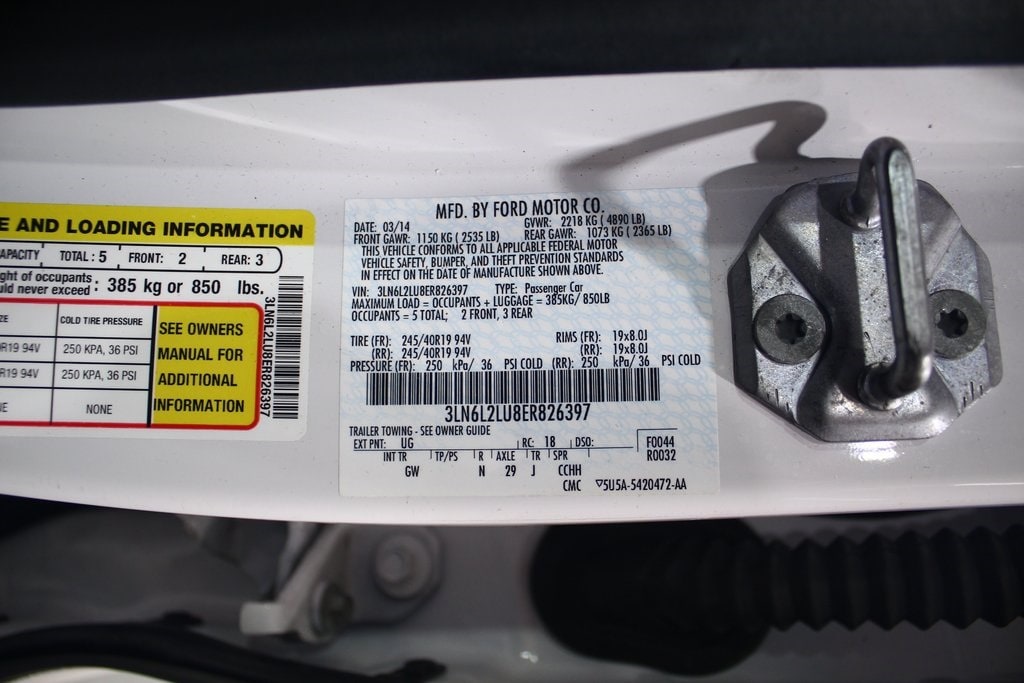 E AND LOADING INFORMATION
APACITY TOTAL : 5 FRONT: 2 REAR: 3
ght of occupants
uld never exceed : 385 kg or 850 lbs.
ZE COLD TIRE PRESSURE
R19 94V 250 KPA, 36 PSI
R19 94V 250 KPA, 36 PSI
NE NONE
SEE OWNERS
MANUAL FOR
ADDITIONAL
INFORMATION
3LN6L2LU8ER826397
MFD. BY FORD MOTOR CO.
DATE: 03/14 GVWR: 2218 KG ( 4890 LB)
FRONT GAWR: 1150 KG ( 2535 LB) REAR GAWR: 1073 KG ( 2365 LB)
THIS VEHICLE CONFORMS TO ALL APPLICABLE FEDERAL MOTOR
VEHICLE SAFETY, BUMPER, AND THEFT PREVENTION STANDARDS
IN EFFECT ON THE DATE OF MANUFACTURE SHOWN ABOVE.
VIN: 3LN6L2LU8ER826397 TYPE: Passenger Car
MAXIMUM LOAD = OCCUPANTS + LUGGAGE = 385KG/ 850LB
OCCUPANTS = 5 TOTAL; 2 FRONT, 3 REAR
TIRE (FR): 245/40R19 94V RIMS (FR): 19x8.0J
(RR): 245/40R19 94V (RR): 19x8.0J
PRESSURE (FR): 250 kPa/ 36 PSI COLD (RR): 250 kPa/ 36 PSI COLD
3LN6L2LU8ER826397
TRAILER TOWING - SEE OWNER GUIDE
EXT PNT: UG RC: 18 DSO: F0044
INT TR TP/PS R AXLE TR SPR R0032
GW N 29 J CCHH
CMC ▽5U5A-5420472-AA